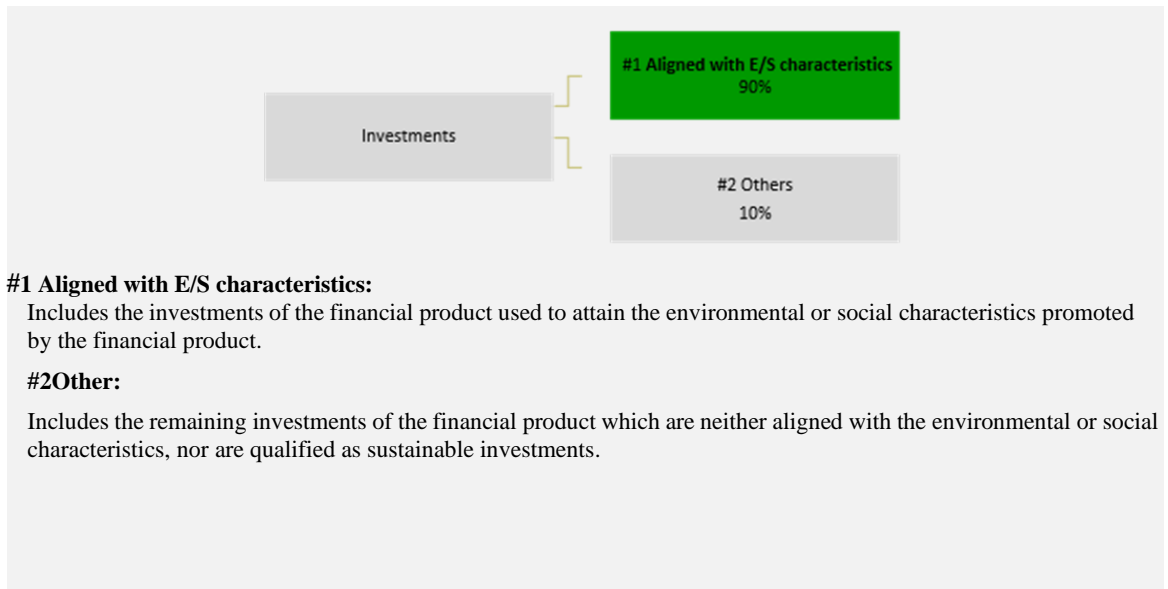 #1 Aligned with E/S characteristics
90%
Investments
#2 Others
10%
#1 Aligned with E/S characteristics:
Includes the investments of the financial product used to attain the environmental or social characteristics promoted
by the financial product.
#2Other:
Includes the remaining investments of the financial product which are neither aligned with the environmental or social
characteristics, nor are qualified as sustainable investments.